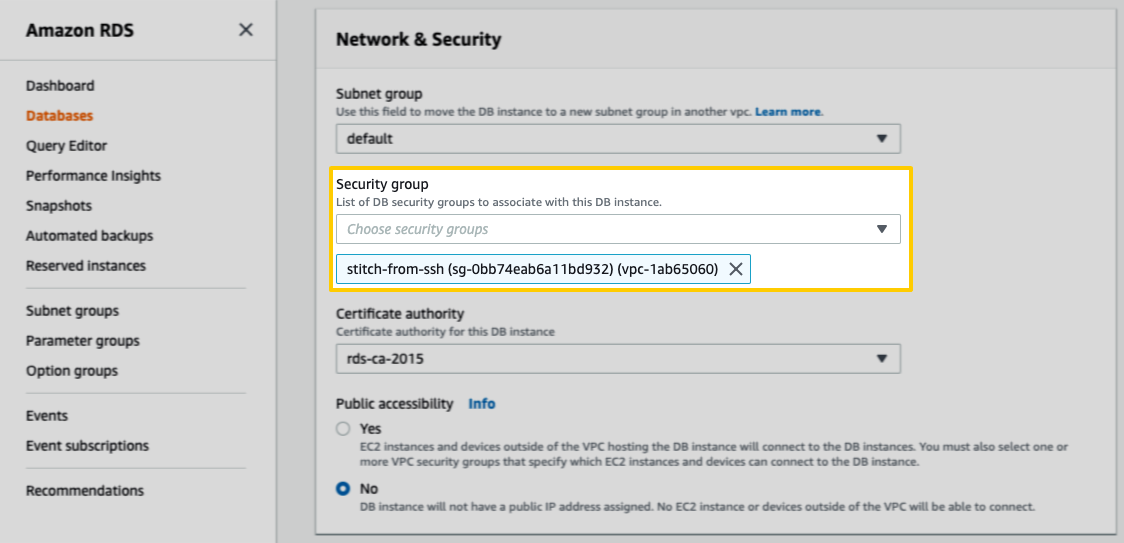 Amazon RDS
Dashboard
Databases
Query Editor
Performance Insights
Snapshots
Automated backups
Reserved instances
Subnet groups
Parameter groups
Option groups
Events
Event subscriptions
Recommendations
Network & Security
Subnet group
Use this field to move the DB instance to a new subnet group in another vpc. Learn more.
default
Security group
List of DB security groups to associate with this DB instance.
Choose security groups
stitch-from-ssh (sg-0bb74eab6a11bd932) (vpc-1ab65060)
Certificate authority
Certificate authority for this DB instance
rds-ca-2015
Public accessibility Info
Yes
EC2 instances and devices outside of the VPC hosting the DB instance will connect to the DB instances. You must also select one or
more VPC security groups that specify which EC2 instances and devices can connect to the DB instance.
No
DB instance will not have a public IP address assigned. No EC2 instance or devices outside of the VPC will be able to connect.